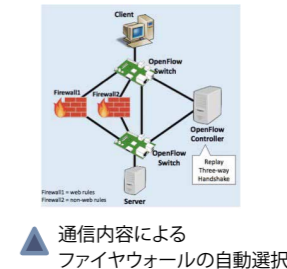 Client
OpenFlow
Switch
Firewall1
Firewall2
OpenFlow
Controller
Replay
Three-way
Handshake
OpenFlow
Switch
Firewall1 = web rules
Firewall2 = non-web rules
Server
通信内容による
ファイヤウォールの自動選択